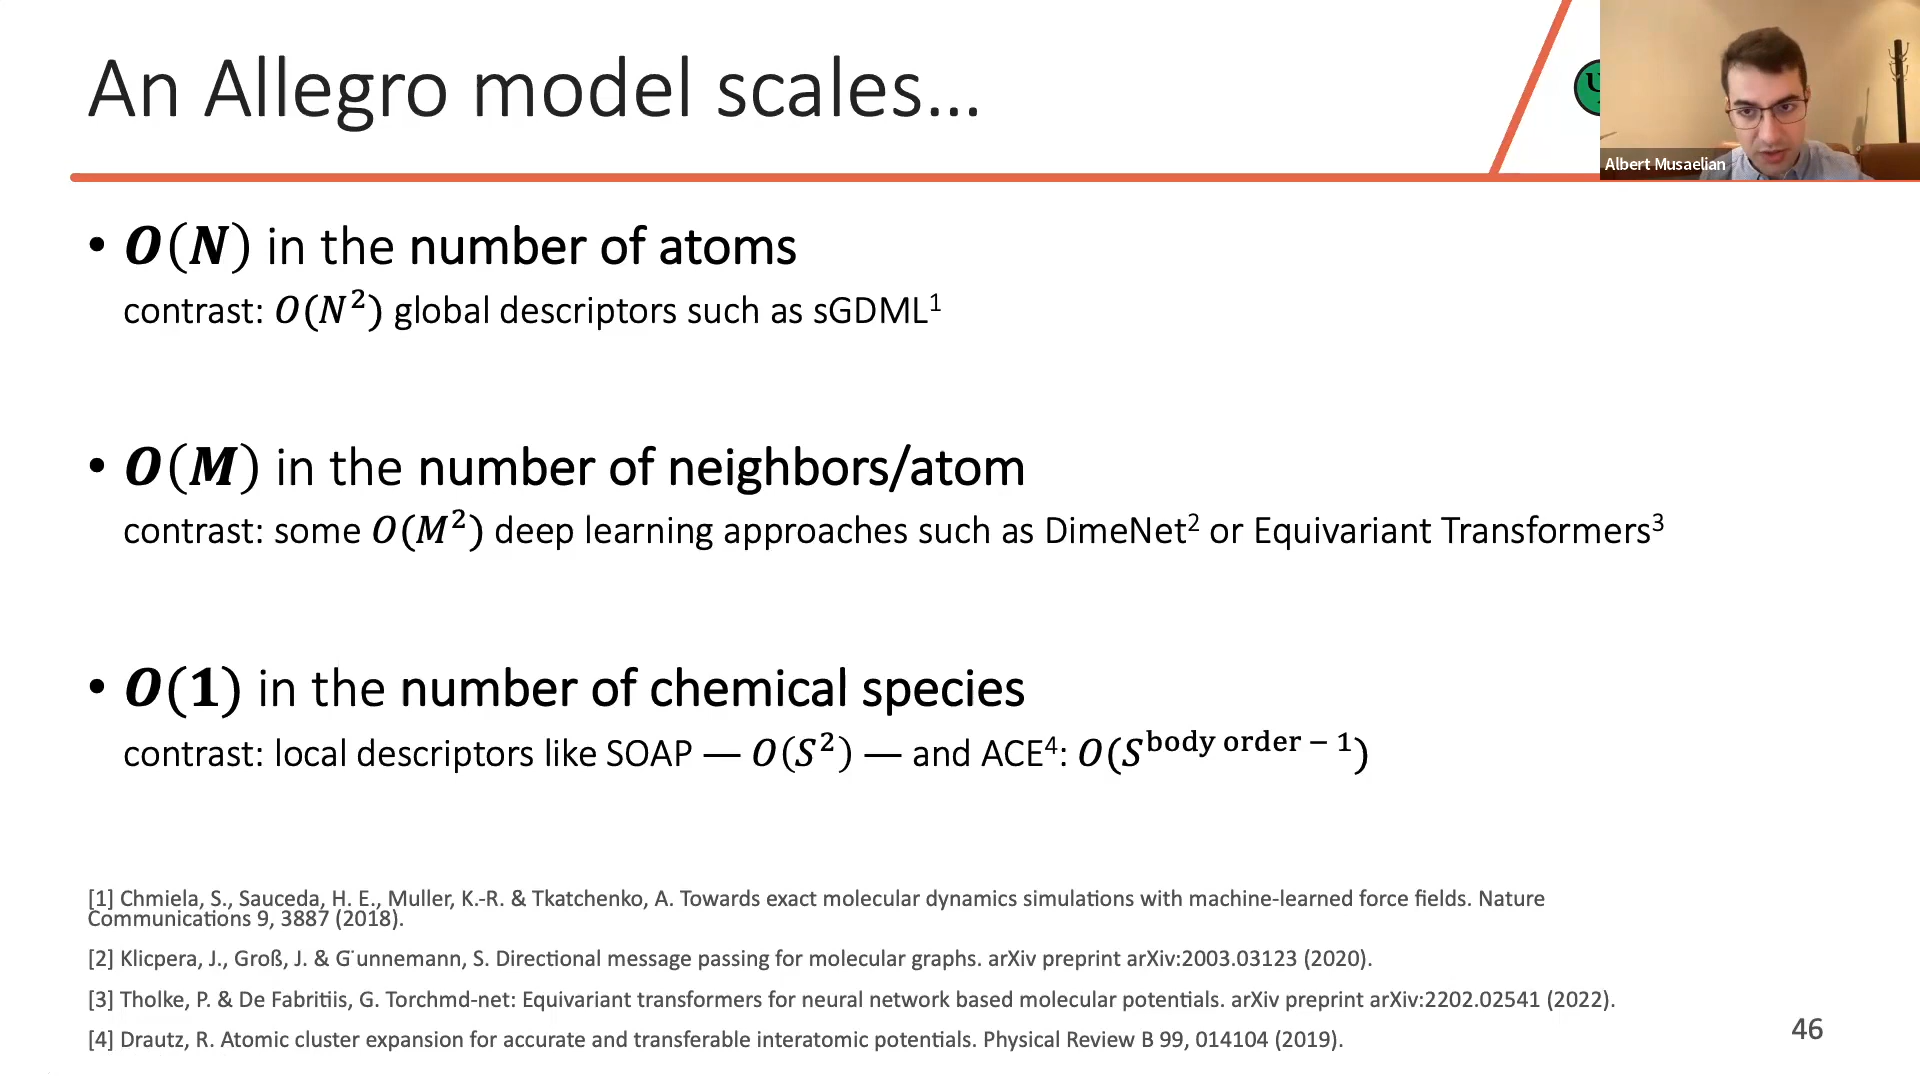 An Allegro model scales...
Albert Musaelian
• O(N) in the number of atoms
contrast: O(N²) global descriptors such as sGDML¹
• O(M) in the number of neighbors/atom
contrast: some O(M²) deep learning approaches such as DimeNet² or Equivariant Transformers³
• O(1) in the number of chemical species
contrast: local descriptors like SOAP — O(S²) — and ACE⁴: O(S^body order − 1)
[1] Chmiela, S., Sauceda, H. E., Muller, K.-R. & Tkatchenko, A. Towards exact molecular dynamics simulations with machine-learned force fields. Nature
Communications 9, 3887 (2018).
[2] Klicpera, J., Groß, J. & G¨unnemann, S. Directional message passing for molecular graphs. arXiv preprint arXiv:2003.03123 (2020).
[3] Tholke, P. & De Fabritiis, G. Torchmd-net: Equivariant transformers for neural network based molecular potentials. arXiv preprint arXiv:2202.02541 (2022).
[4] Drautz, R. Atomic cluster expansion for accurate and transferable interatomic potentials. Physical Review B 99, 014104 (2019).
46